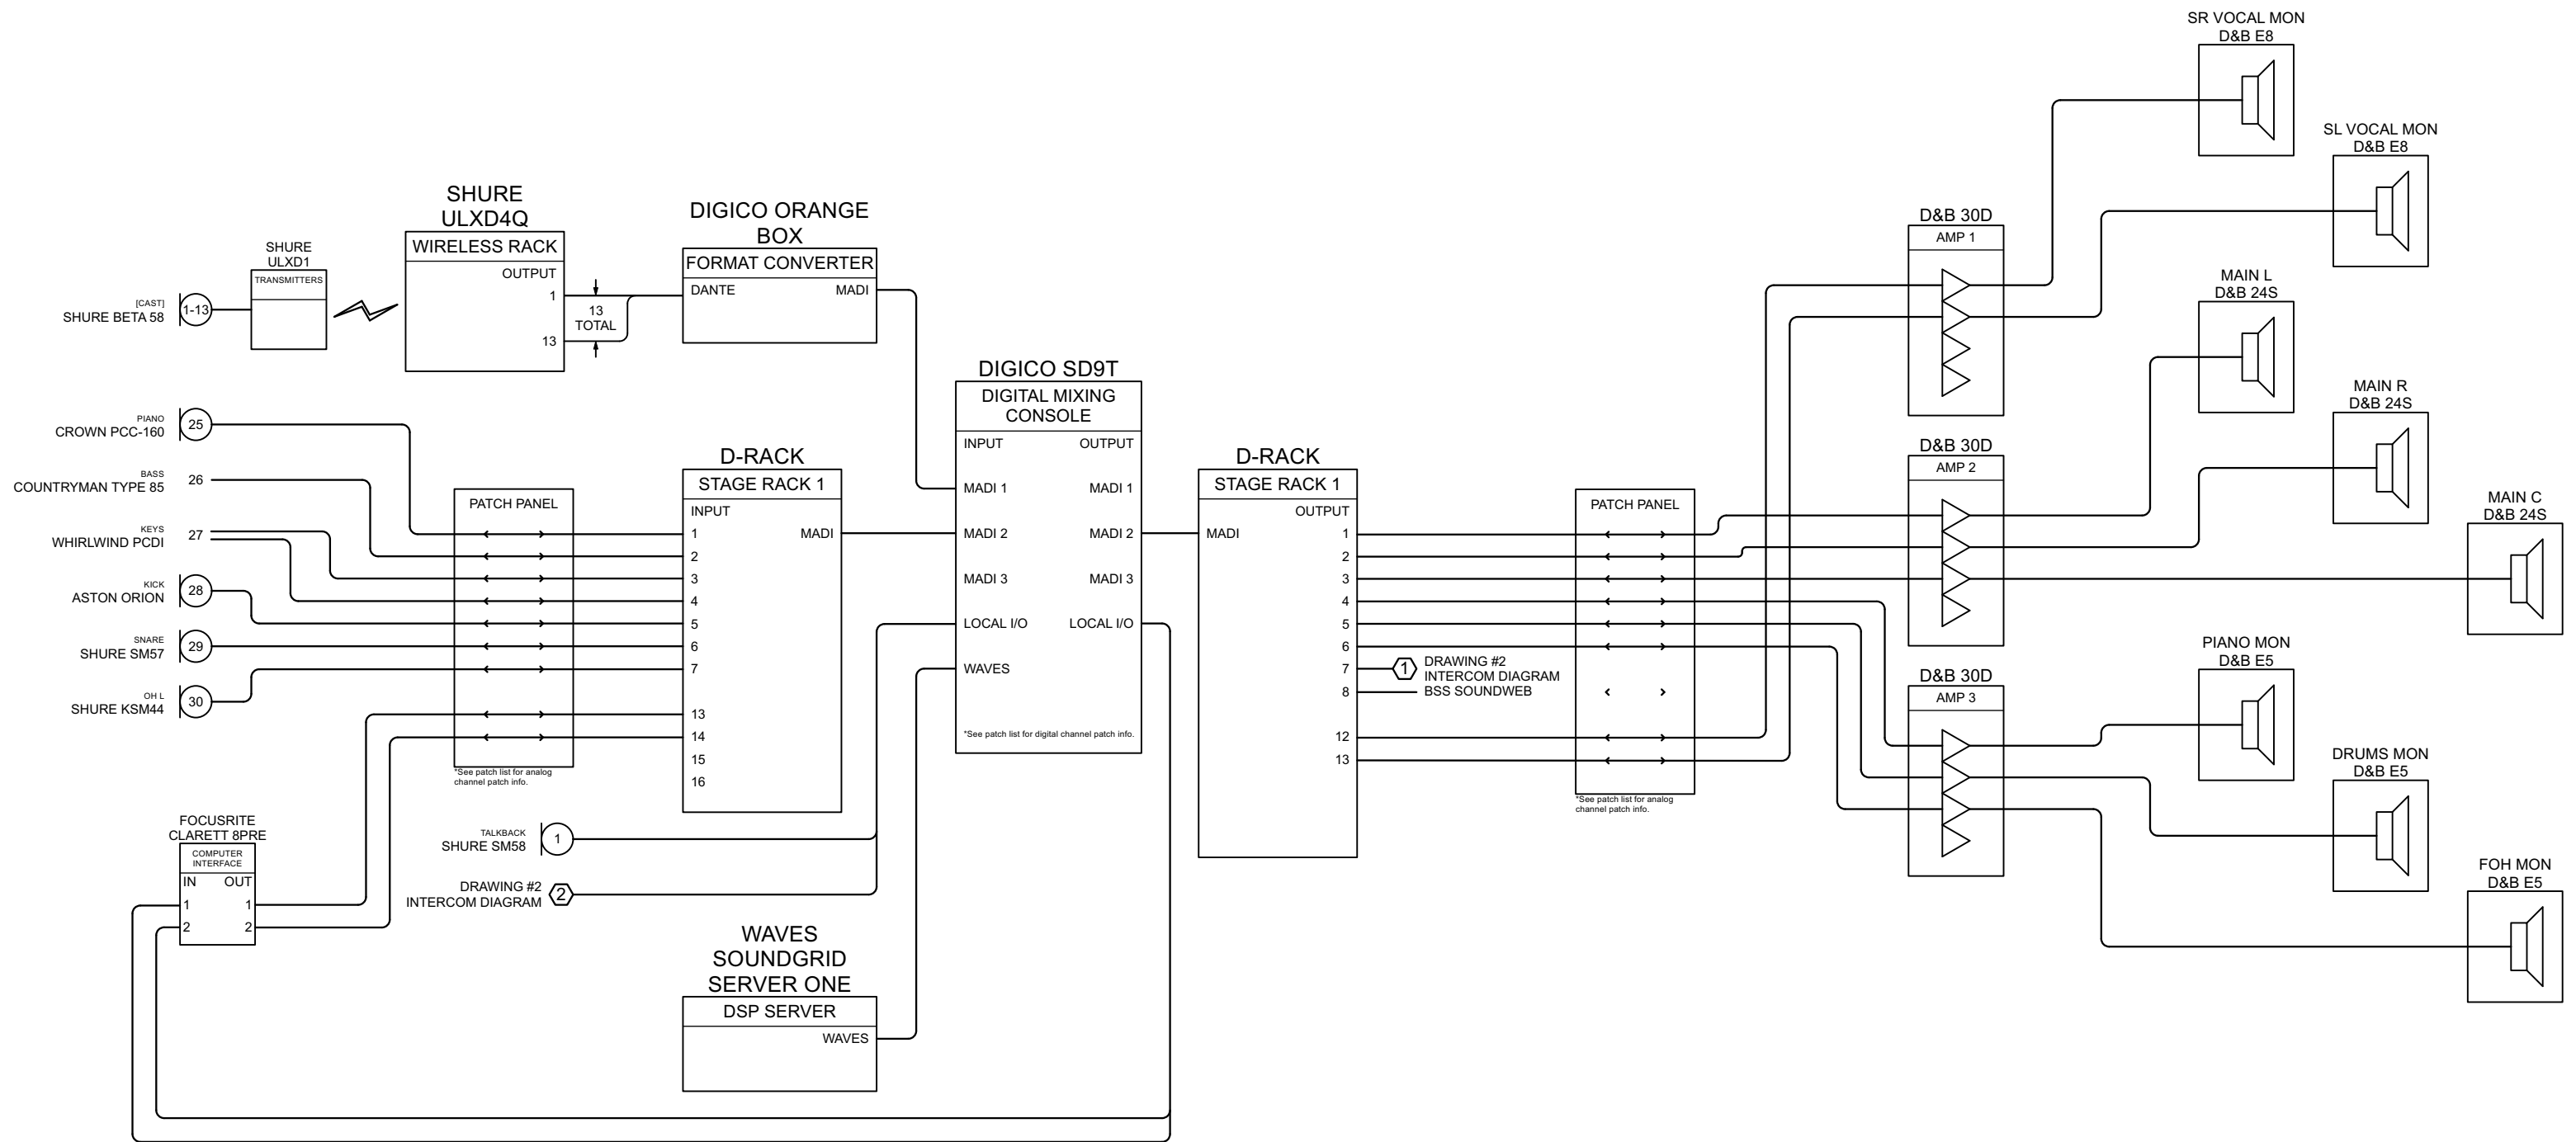 [CAST]
SHURE BETA 58
1-13
SHURE
ULXD1
TRANSMITTERS
SHURE
ULXD4Q
WIRELESS RACK
OUTPUT
1
13
13
TOTAL
DIGICO ORANGE
BOX
FORMAT CONVERTER
DANTE
MADI
PIANO
CROWN PCC-160
25
BASS
COUNTRYMAN TYPE 85
26
KEYS
WHIRLWIND PCDI
27
KICK
ASTON ORION
28
SNARE
SHURE SM57
29
OH L
SHURE KSM44
30
PATCH PANEL
*See patch list for analog
channel patch info.
D-RACK
STAGE RACK 1
INPUT
1
MADI
2
3
4
5
6
7
13
14
15
16
FOCUSRITE
CLARETT 8PRE
COMPUTER
INTERFACE
IN
OUT
1
1
2
2
TALKBACK
SHURE SM58
1
DRAWING #2
INTERCOM DIAGRAM
2
WAVES
SOUNDGRID
SERVER ONE
DSP SERVER
WAVES
DIGICO SD9T
DIGITAL MIXING
CONSOLE
INPUT
OUTPUT
MADI 1
MADI 1
MADI 2
MADI 2
MADI 3
MADI 3
LOCAL I/O
LOCAL I/O
WAVES
*See patch list for digital channel patch info.
D-RACK
STAGE RACK 1
OUTPUT
MADI
1
2
3
4
5
6
7
8
12
13
1
DRAWING #2
INTERCOM DIAGRAM
BSS SOUNDWEB
PATCH PANEL
*See patch list for analog
channel patch info.
D&B 30D
AMP 1
D&B 30D
AMP 2
D&B 30D
AMP 3
SR VOCAL MON
D&B E8
SL VOCAL MON
D&B E8
MAIN L
D&B 24S
MAIN R
D&B 24S
MAIN C
D&B 24S
PIANO MON
D&B E5
DRUMS MON
D&B E5
FOH MON
D&B E5